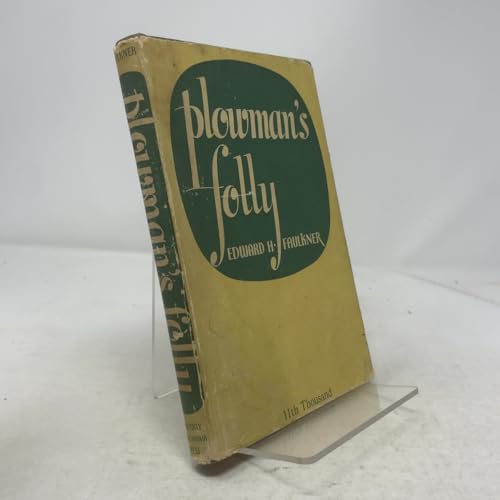 plowman's
folly
EDWARD H. FAULKNER
11th Thousand
plowman's folly